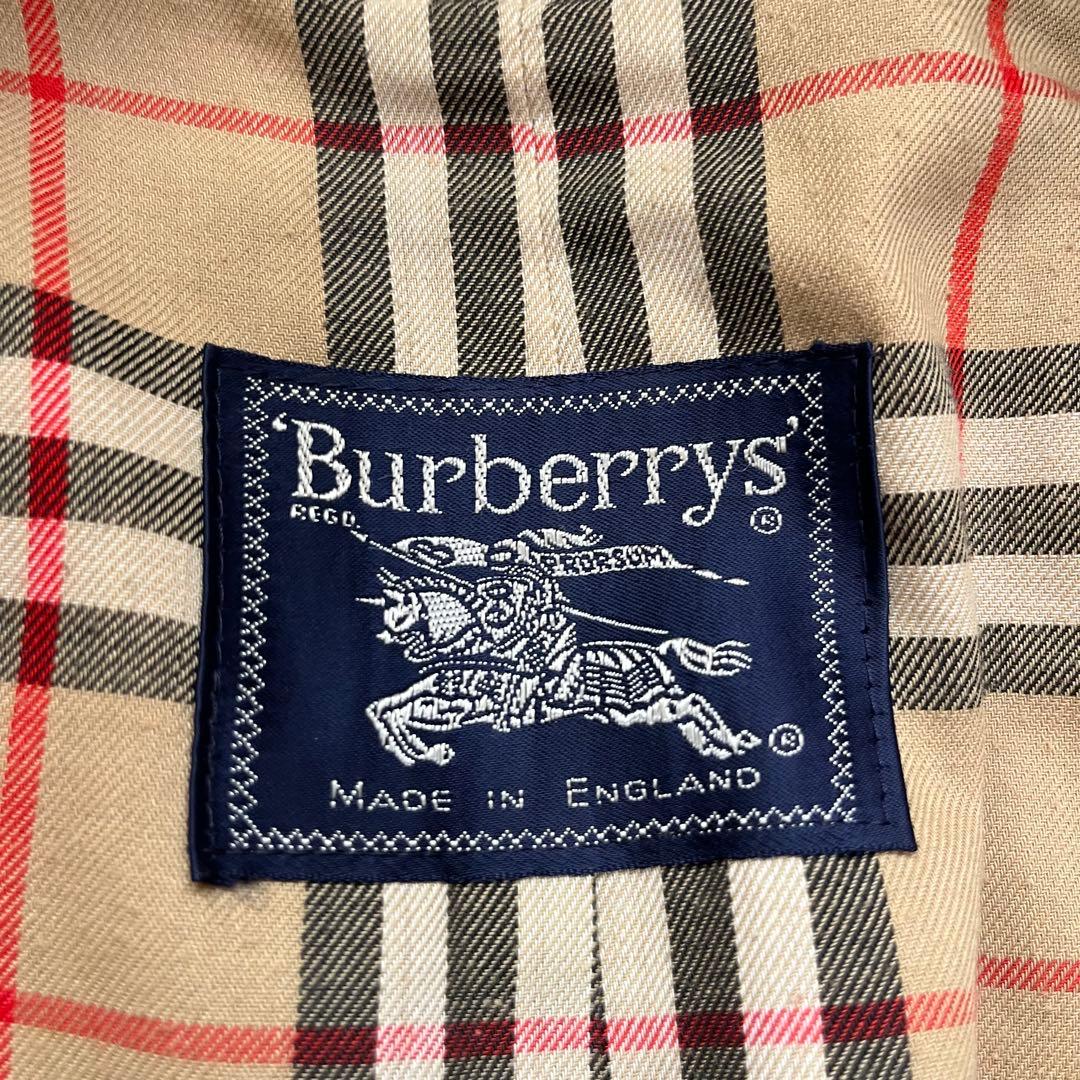 'Burberrys'
REGD.
®
PRORSUM
®
MADE IN ENGLAND